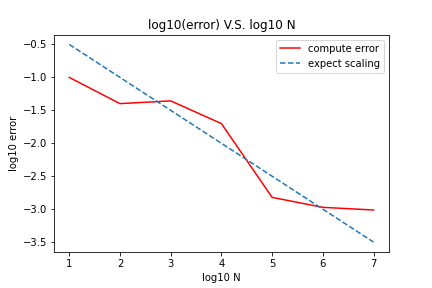 log10(error) V.S. log10 N
compute error
expect scaling
log10 error
−0.5
−1.0
−1.5
−2.0
−2.5
−3.0
−3.5
1 2 3 4 5 6 7
log10 N